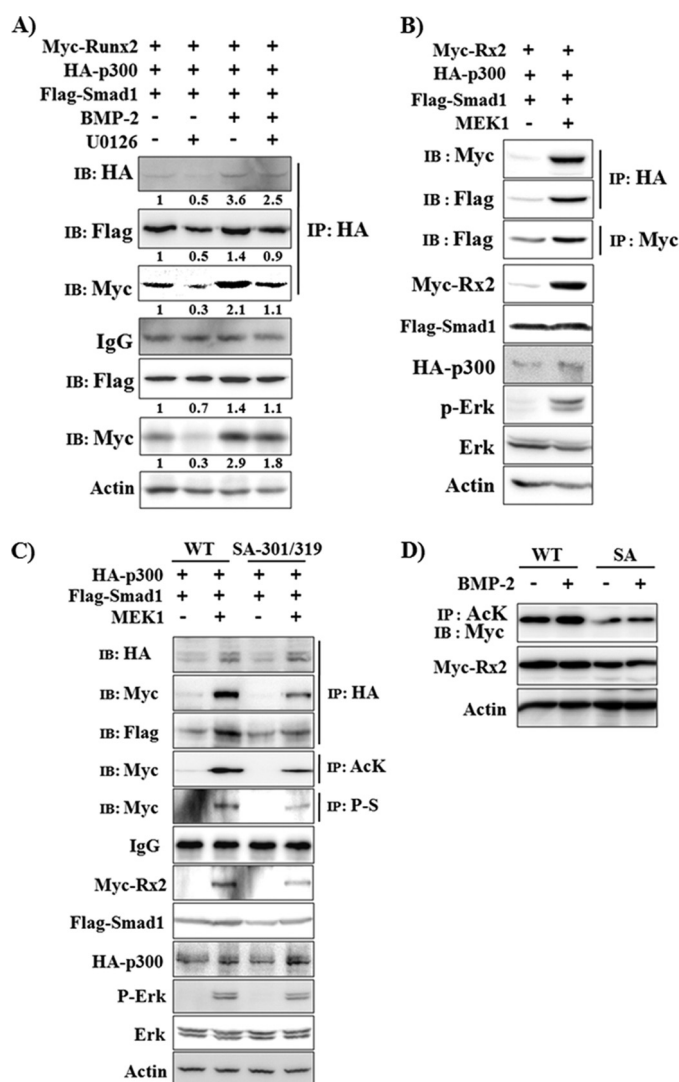 A)
Myc-Runx2 + + + +
HA-p300 + + + +
Flag-Smad1 + + + +
BMP-2 - - + +
U0126 - + - +
IB: HA
1 0.5 3.6 2.5
IB: Flag IP: HA
1 0.5 1.4 0.9
IB: Myc
1 0.3 2.1 1.1
IgG
IB: Flag
1 0.7 1.4 1.1
IB: Myc
1 0.3 2.9 1.8
Actin
B)
Myc-Rx2 + +
HA-p300 + +
Flag-Smad1 + +
MEK1 - +
IB : Myc
IP: HA
IB : Flag
IB : Flag IP: Myc
Myc-Rx2
Flag-Smad1
HA-p300
p-Erk
Erk
Actin
C)
WT SA-301/319
HA-p300 + + + +
Flag-Smad1 + + + +
MEK1 - + - +
IB: HA
IB: Myc IP: HA
IB: Flag
IB: Myc IP: AcK
IB: Myc IP: P-S
IgG
Myc-Rx2
Flag-Smad1
HA-p300
P-Erk
Erk
Actin
D)
WT SA
BMP-2 - + - +
IP: AcK
IB: Myc
Myc-Rx2
Actin